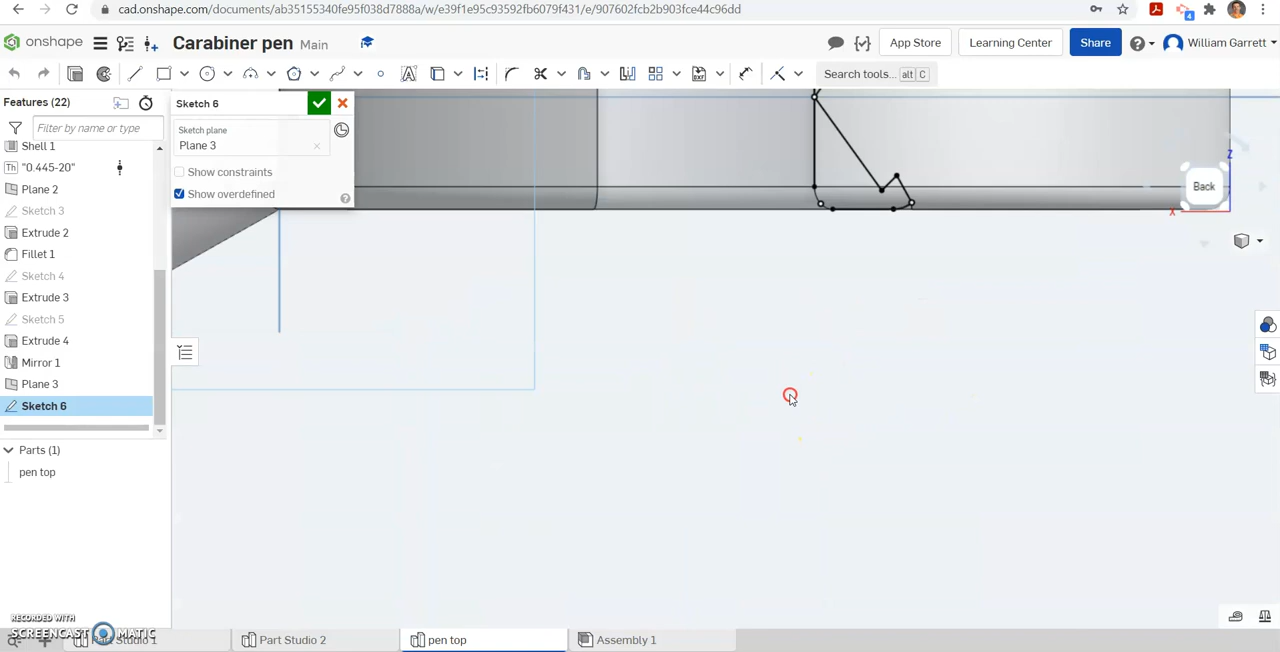 cad.onshape.com/documents/ab35155340fe95f038d7888a/w/e39f1e95c93592fb6079f431/e/907602fcb2b903fce44c96dd
4
onshape
Carabiner pen Main
App Store
Learning Center
Share
William Garrett
Search tools... alt C
Features (22)
Filter by name or type
Shell 1
Th "0.445-20"
Plane 2
Sketch 3
Extrude 2
Fillet 1
Sketch 4
Extrude 3
Sketch 5
Extrude 4
Mirror 1
Plane 3
Sketch 6
Parts (1)
pen top
Sketch 6
Sketch plane
Plane 3
Show constraints
Show overdefined
Z
Back
X
RECORDED WITH
SCREENCAST MATIC
Part Studio 1
Part Studio 2
pen top
Assembly 1